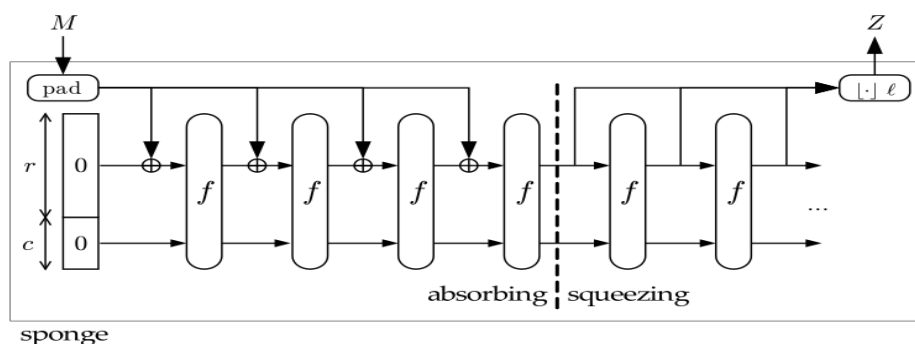 M
Z
pad
⌊·⌋ ℓ
r
0
f
f
f
f
f
f
c
0
...
absorbing
squeezing
sponge